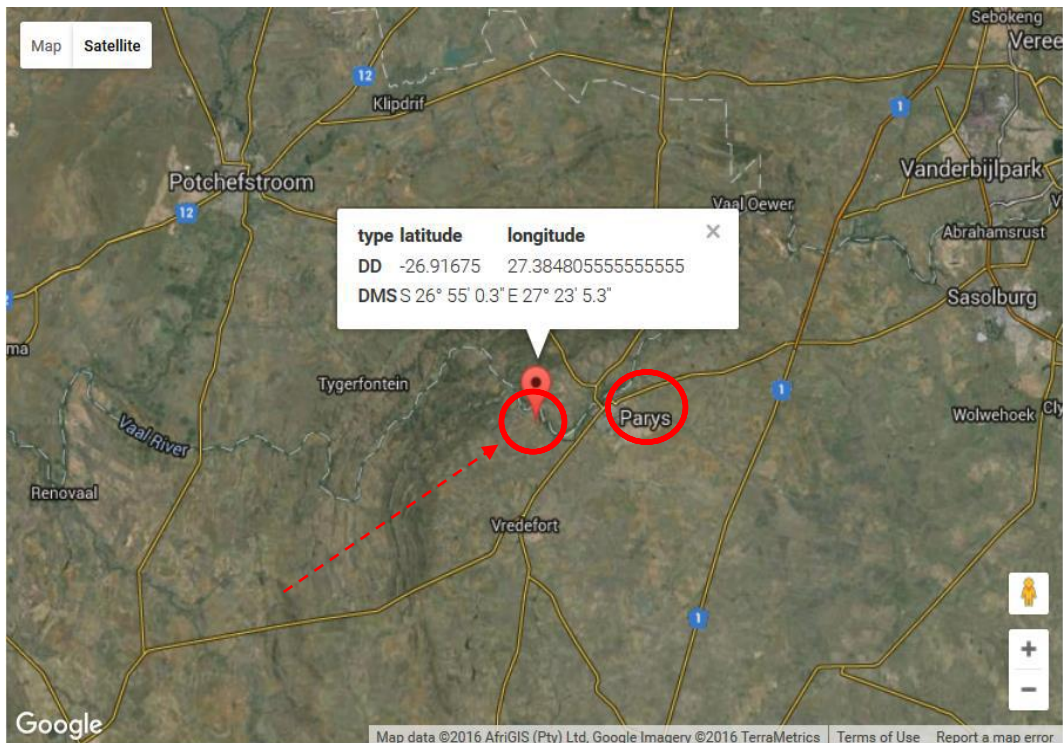 Map Satellite
Sebokeng
Veree
12
Klipdrif
1
Potchefstroom
Vanderbijlpark
12
Vaal Oewer
V
type latitude longitude
DD -26.91675 27.384805555555555
DMS S 26° 55' 0.3" E 27° 23' 5.3"
×
Abrahamsrust
Sasolburg
ma
Tygerfontein
1
Parys
Wolwehoek Cly
Vaal River
Renovaal
Vredefort
1
+
−
Google
Map data ©2016 AfriGIS (Pty) Ltd, Google Imagery ©2016 TerraMetrics Terms of Use Report a map error